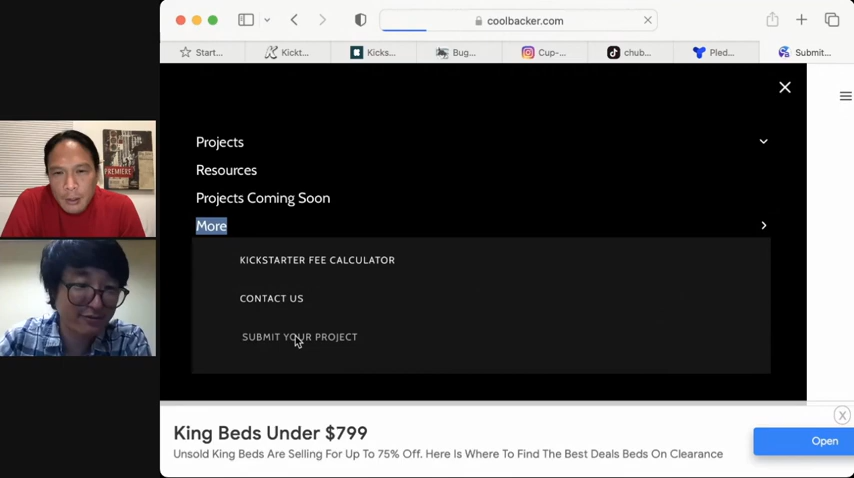 coolbacker.com
Start...
Kickt...
Kicks...
Bug...
Cup-...
chub...
Pled...
Submit...
PREMIERE
Projects
Resources
Projects Coming Soon
More
KICKSTARTER FEE CALCULATOR
CONTACT US
SUBMIT YOUR PROJECT
King Beds Under $799
Unsold King Beds Are Selling For Up To 75% Off. Here Is Where To Find The Best Deals Beds On Clearance
Open